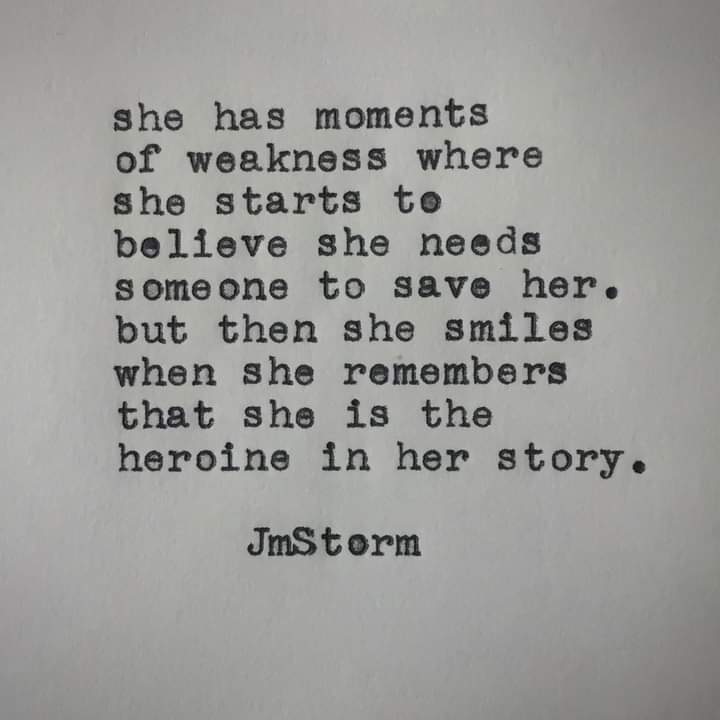 she has moments
of weakness where
she starts to
believe she needs
someone to save her.
but then she smiles
when she remembers
that she is the
heroine in her story.
JmStorm